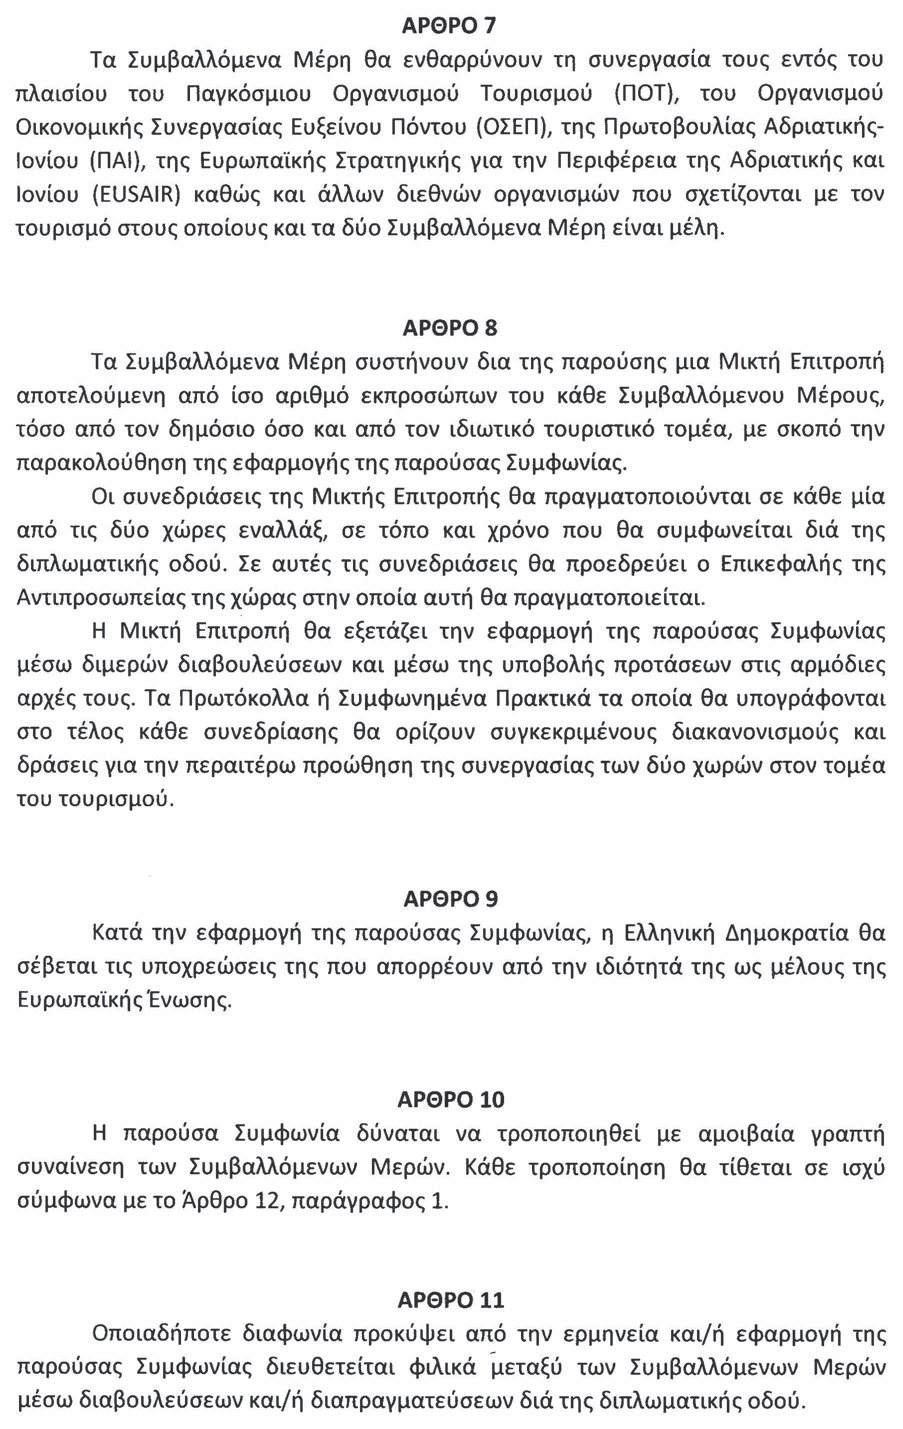 ΑΡΘΡΟ 7
Τα Συμβαλλόμενα Μέρη θα ενθαρρύνουν τη συνεργασία τους εντός του
πλαισίου του Παγκόσμιου Οργανισμού Τουρισμού (ΠΟΤ), του Οργανισμού
Οικονομικής Συνεργασίας Ευξείνου Πόντου (ΟΣΕΠ), της Πρωτοβουλίας Αδριατικής-
Ιονίου (ΠΑΙ), της Ευρωπαϊκής Στρατηγικής για την Περιφέρεια της Αδριατικής και
Ιονίου (EUSAIR) καθώς και άλλων διεθνών οργανισμών που σχετίζονται με τον
τουρισμό στους οποίους και τα δύο Συμβαλλόμενα Μέρη είναι μέλη.
ΑΡΘΡΟ 8
Τα Συμβαλλόμενα Μέρη συστήνουν δια της παρούσης μια Μικτή Επιτροπή
αποτελούμενη από ίσο αριθμό εκπροσώπων του κάθε Συμβαλλόμενου Μέρους,
τόσο από τον δημόσιο όσο και από τον ιδιωτικό τουριστικό τομέα, με σκοπό την
παρακολούθηση της εφαρμογής της παρούσας Συμφωνίας.
Οι συνεδριάσεις της Μικτής Επιτροπής θα πραγματοποιούνται σε κάθε μία
από τις δύο χώρες εναλλάξ, σε τόπο και χρόνο που θα συμφωνείται διά της
διπλωματικής οδού. Σε αυτές τις συνεδριάσεις θα προεδρεύει ο Επικεφαλής της
Αντιπροσωπείας της χώρας στην οποία αυτή θα πραγματοποιείται.
Η Μικτή Επιτροπή θα εξετάζει την εφαρμογή της παρούσας Συμφωνίας
μέσω διμερών διαβουλεύσεων και μέσω της υποβολής προτάσεων στις αρμόδιες
αρχές τους. Τα Πρωτόκολλα ή Συμφωνημένα Πρακτικά τα οποία θα υπογράφονται
στο τέλος κάθε συνεδρίασης θα ορίζουν συγκεκριμένους διακανονισμούς και
δράσεις για την περαιτέρω προώθηση της συνεργασίας των δύο χωρών στον τομέα
του τουρισμού.
ΑΡΘΡΟ 9
Κατά την εφαρμογή της παρούσας Συμφωνίας, η Ελληνική Δημοκρατία θα
σέβεται τις υποχρεώσεις της που απορρέουν από την ιδιότητά της ως μέλους της
Ευρωπαϊκής Ένωσης.
ΑΡΘΡΟ 10
Η παρούσα Συμφωνία δύναται να τροποποιηθεί με αμοιβαία γραπτή
συναίνεση των Συμβαλλόμενων Μερών. Κάθε τροποποίηση θα τίθεται σε ισχύ
σύμφωνα με το Άρθρο 12, παράγραφος 1.
ΑΡΘΡΟ 11
Οποιαδήποτε διαφωνία προκύψει από την ερμηνεία και/ή εφαρμογή της
παρούσας Συμφωνίας διευθετείται φιλικά μεταξύ των Συμβαλλόμενων Μερών
μέσω διαβουλεύσεων και/ή διαπραγματεύσεων διά της διπλωματικής οδού.